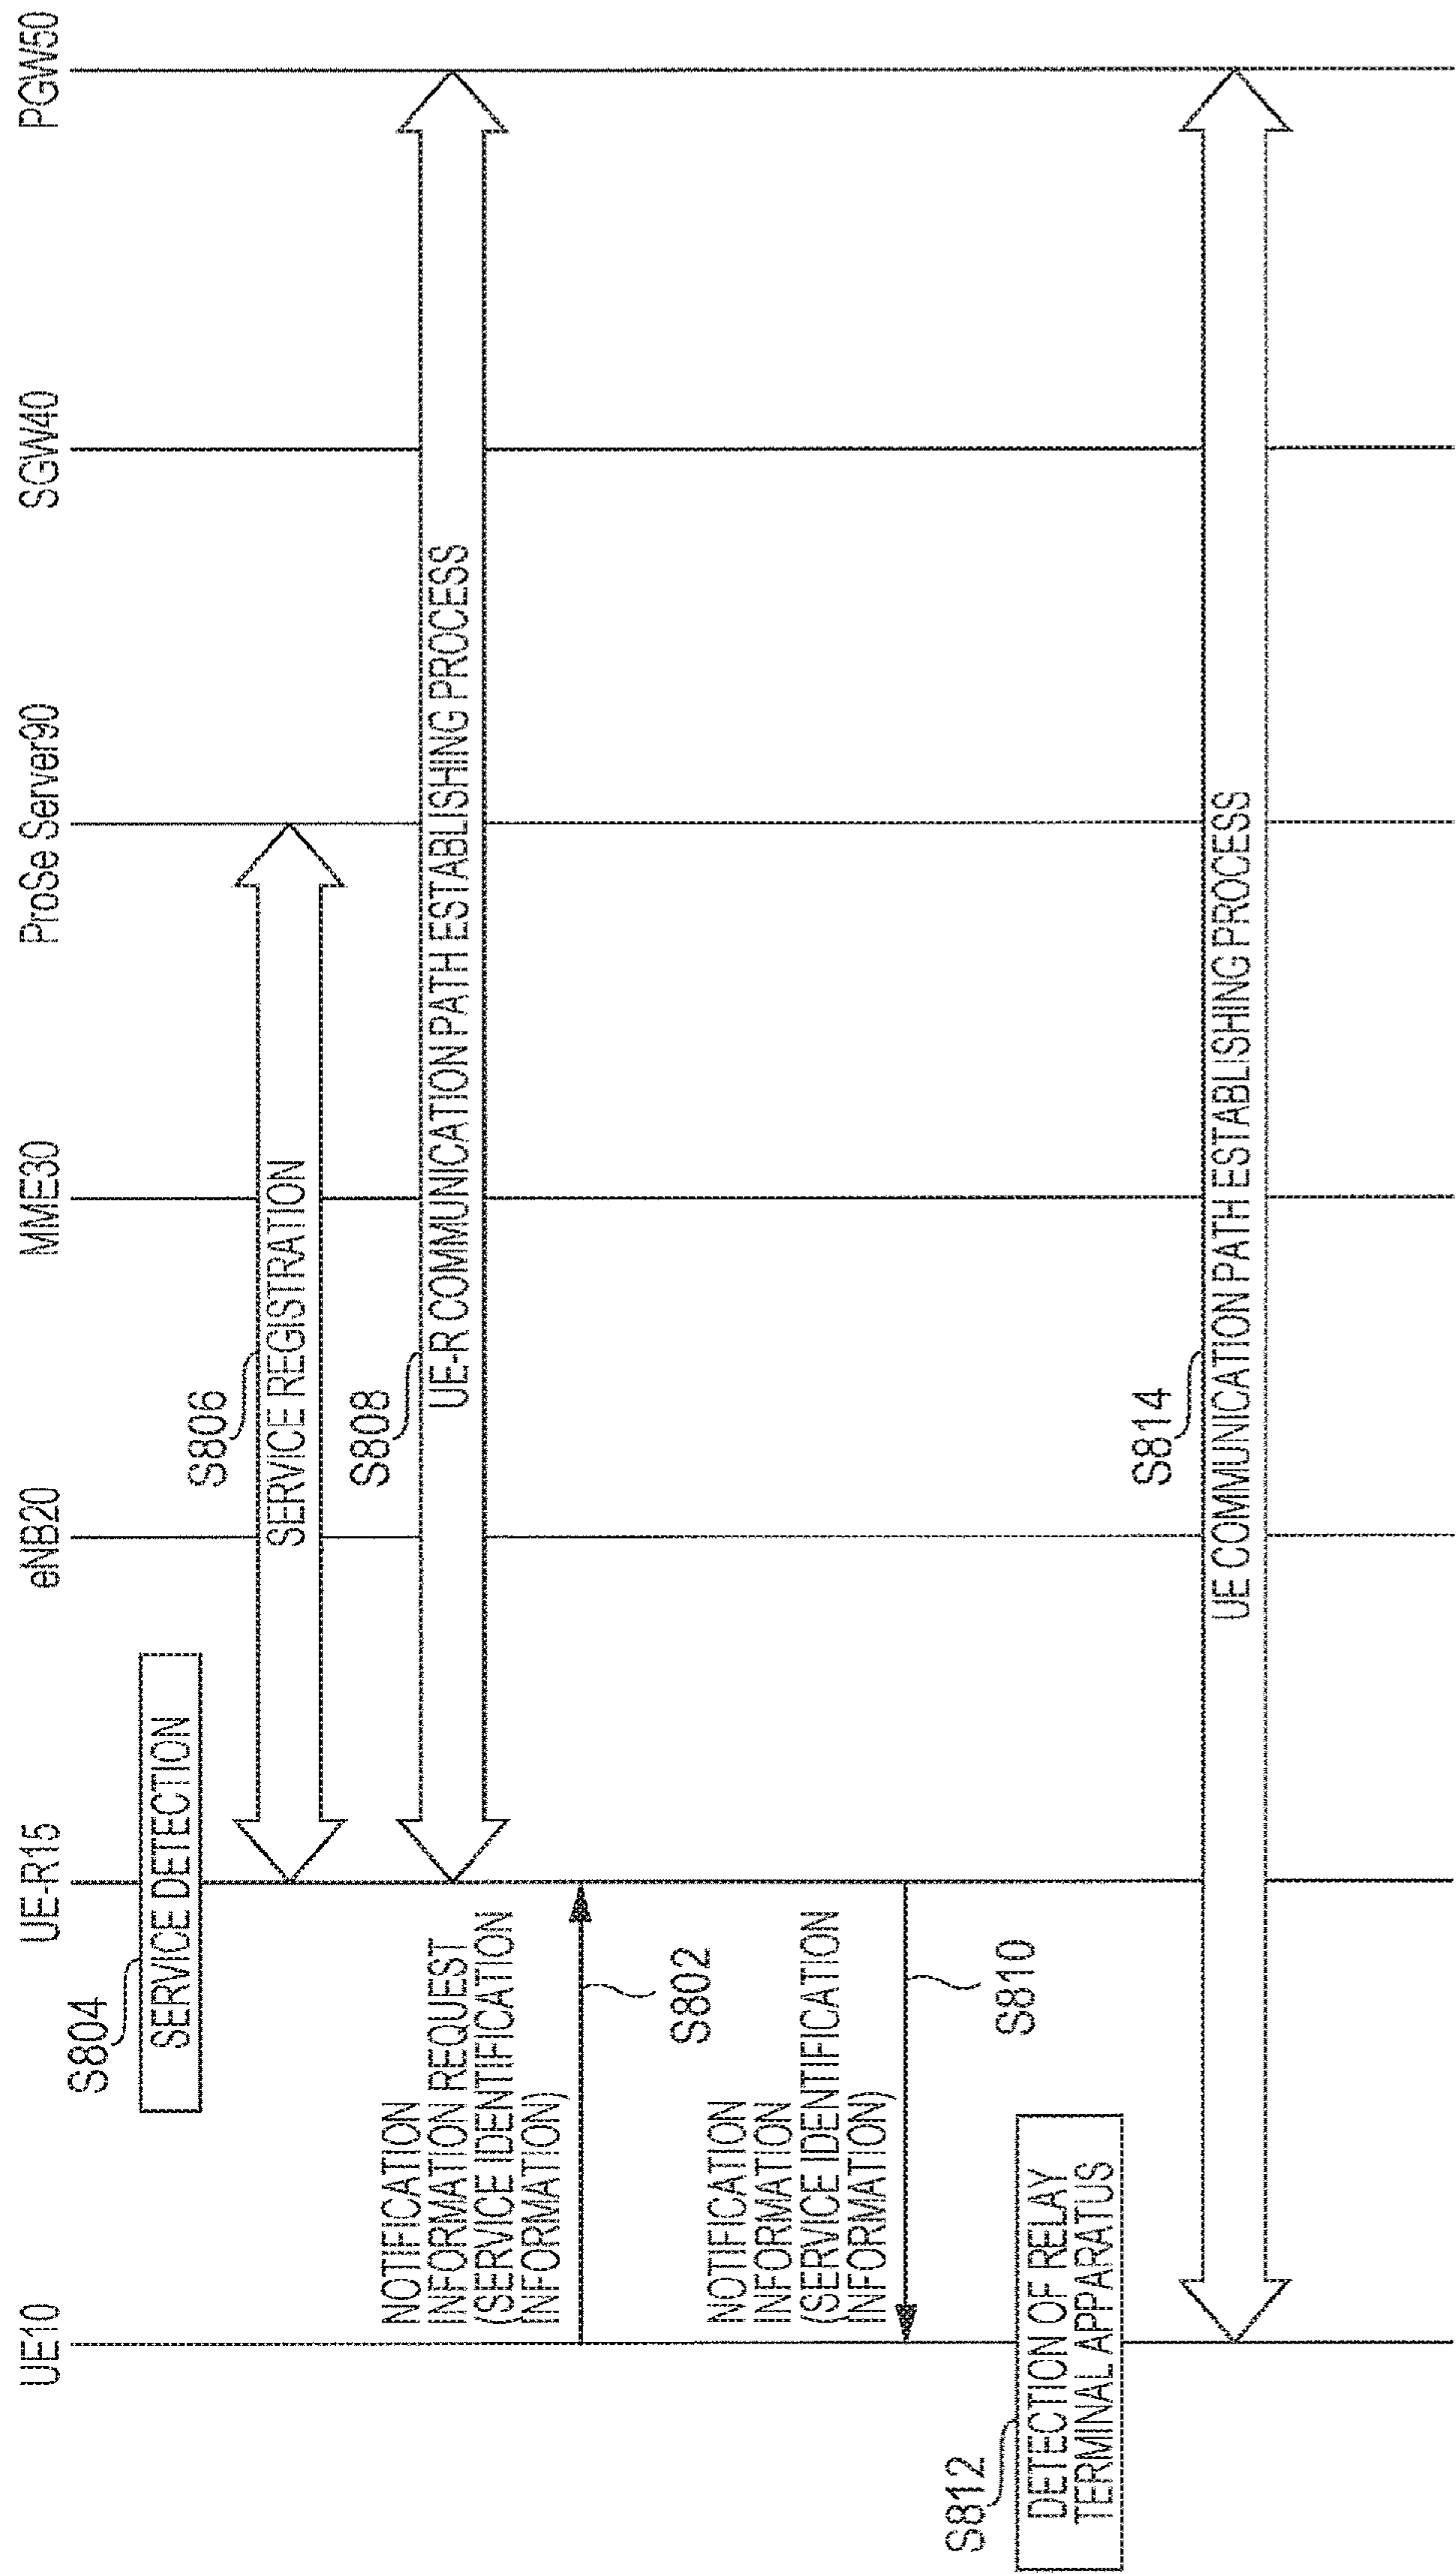 UE10
UE-R15
eNB20
MME30
ProSe Server90
SGW40
PGW50
S804
SERVICE DETECTION
S806
SERVICE REGISTRATION
S808
UE-R COMMUNICATION PATH ESTABLISHING PROCESS
NOTIFICATION
INFORMATION REQUEST
(SERVICE IDENTIFICATION
INFORMATION)
S802
NOTIFICATION
INFORMATION
(SERVICE IDENTIFICATION
INFORMATION)
S810
S812
DETECTION OF RELAY
TERMINAL APPARATUS
S814
UE COMMUNICATION PATH ESTABLISHING PROCESS